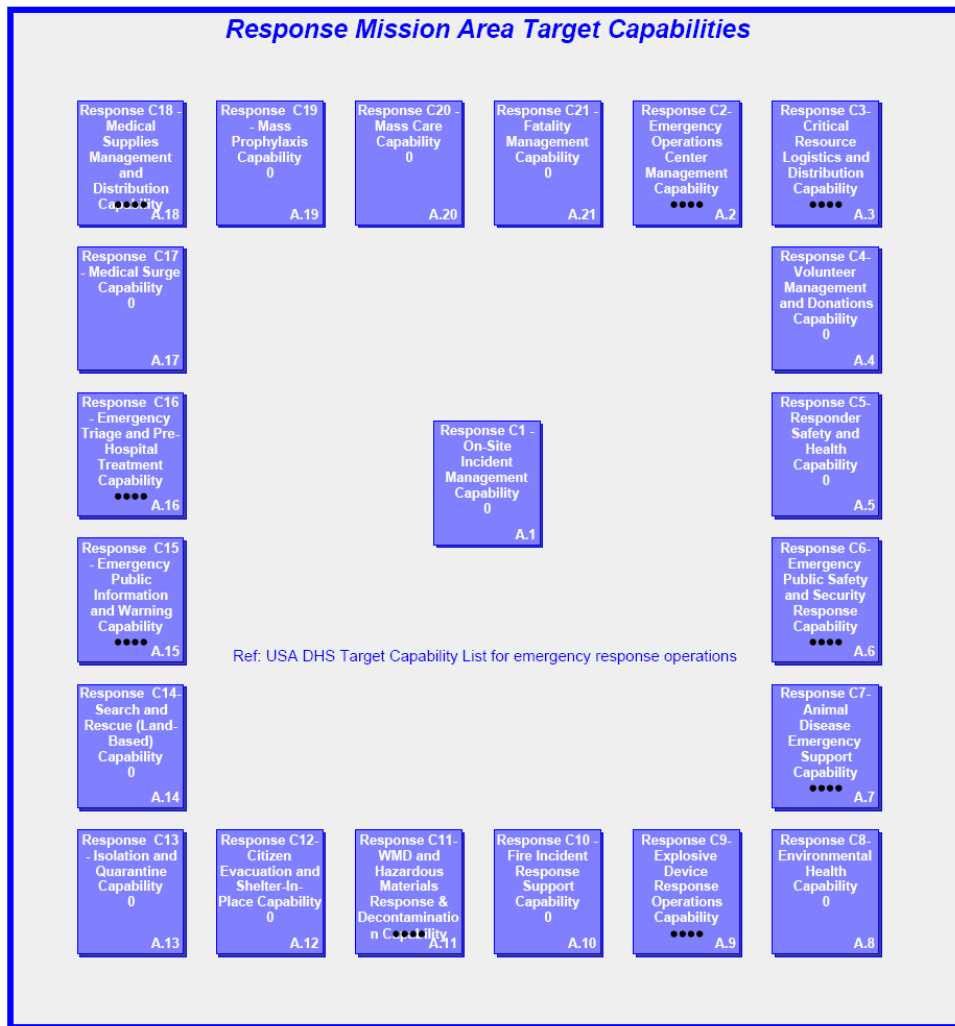 Response Mission Area Target Capabilities
Response C18 -
Medical
Supplies
Management
and
Distribution
Capability
A.18
Response C19
- Mass
Prophylaxis
Capability
0
A.19
Response C20 -
Mass Care
Capability
0
A.20
Response C21 -
Fatality
Management
Capability
0
A.21
Response C2-
Emergency
Operations
Center
Management
Capability
A.2
Response C3-
Critical
Resource
Logistics and
Distribution
Capability
A.3
Response C17
- Medical Surge
Capability
0
A.17
Response C4-
Volunteer
Management
and Donations
Capability
0
A.4
Response C16
- Emergency
Triage and Pre-
Hospital
Treatment
Capability
A.16
Response C1 -
On-Site
Incident
Management
Capability
0
A.1
Response C5-
Responder
Safety and
Health
Capability
0
A.5
Response C15
- Emergency
Public
Information
and Warning
Capability
A.15
Response C6-
Emergency
Public Safety
and Security
Response
Capability
A.6
Ref: USA DHS Target Capability List for emergency response operations
Response C14-
Search and
Rescue (Land-
Based)
Capability
0
A.14
Response C7-
Animal
Disease
Emergency
Support
Capability
A.7
Response C13
- Isolation and
Quarantine
Capability
0
A.13
Response C12-
Citizen
Evacuation and
Shelter-In-
Place Capability
0
A.12
Response C11-
WMD and
Hazardous
Materials
Response &
Decontaminatio
n Capability
A.11
Response C10 -
Fire Incident
Response
Support
Capability
0
A.10
Response C9-
Explosive
Device
Response
Operations
Capability
A.9
Response C8-
Environmental
Health
Capability
0
A.8